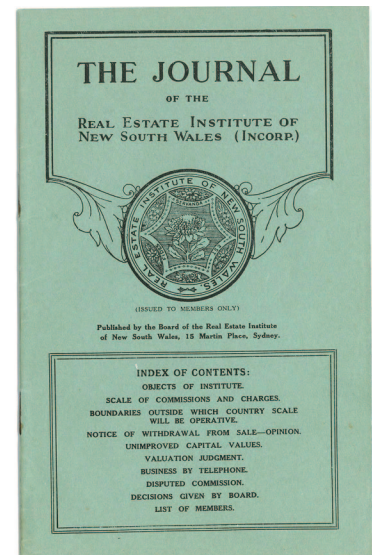 THE JOURNAL
OF THE
REAL ESTATE INSTITUTE OF
NEW SOUTH WALES (INCORP.)
REAL ESTATE INSTITUTE OF NEW SOUTH WALES.
(ISSUED TO MEMBERS ONLY)
Published by the Board of the Real Estate Institute
of New South Wales, 15 Martin Place, Sydney.
INDEX OF CONTENTS:
OBJECTS OF INSTITUTE.
SCALE OF COMMISSIONS AND CHARGES.
BOUNDARIES OUTSIDE WHICH COUNTRY SCALE
WILL BE OPERATIVE.
NOTICE OF WITHDRAWAL FROM SALE—OPINION.
UNIMPROVED CAPITAL VALUES.
VALUATION JUDGMENT.
BUSINESS BY TELEPHONE.
DISPUTED COMMISSION.
DECISIONS GIVEN BY BOARD.
LIST OF MEMBERS.